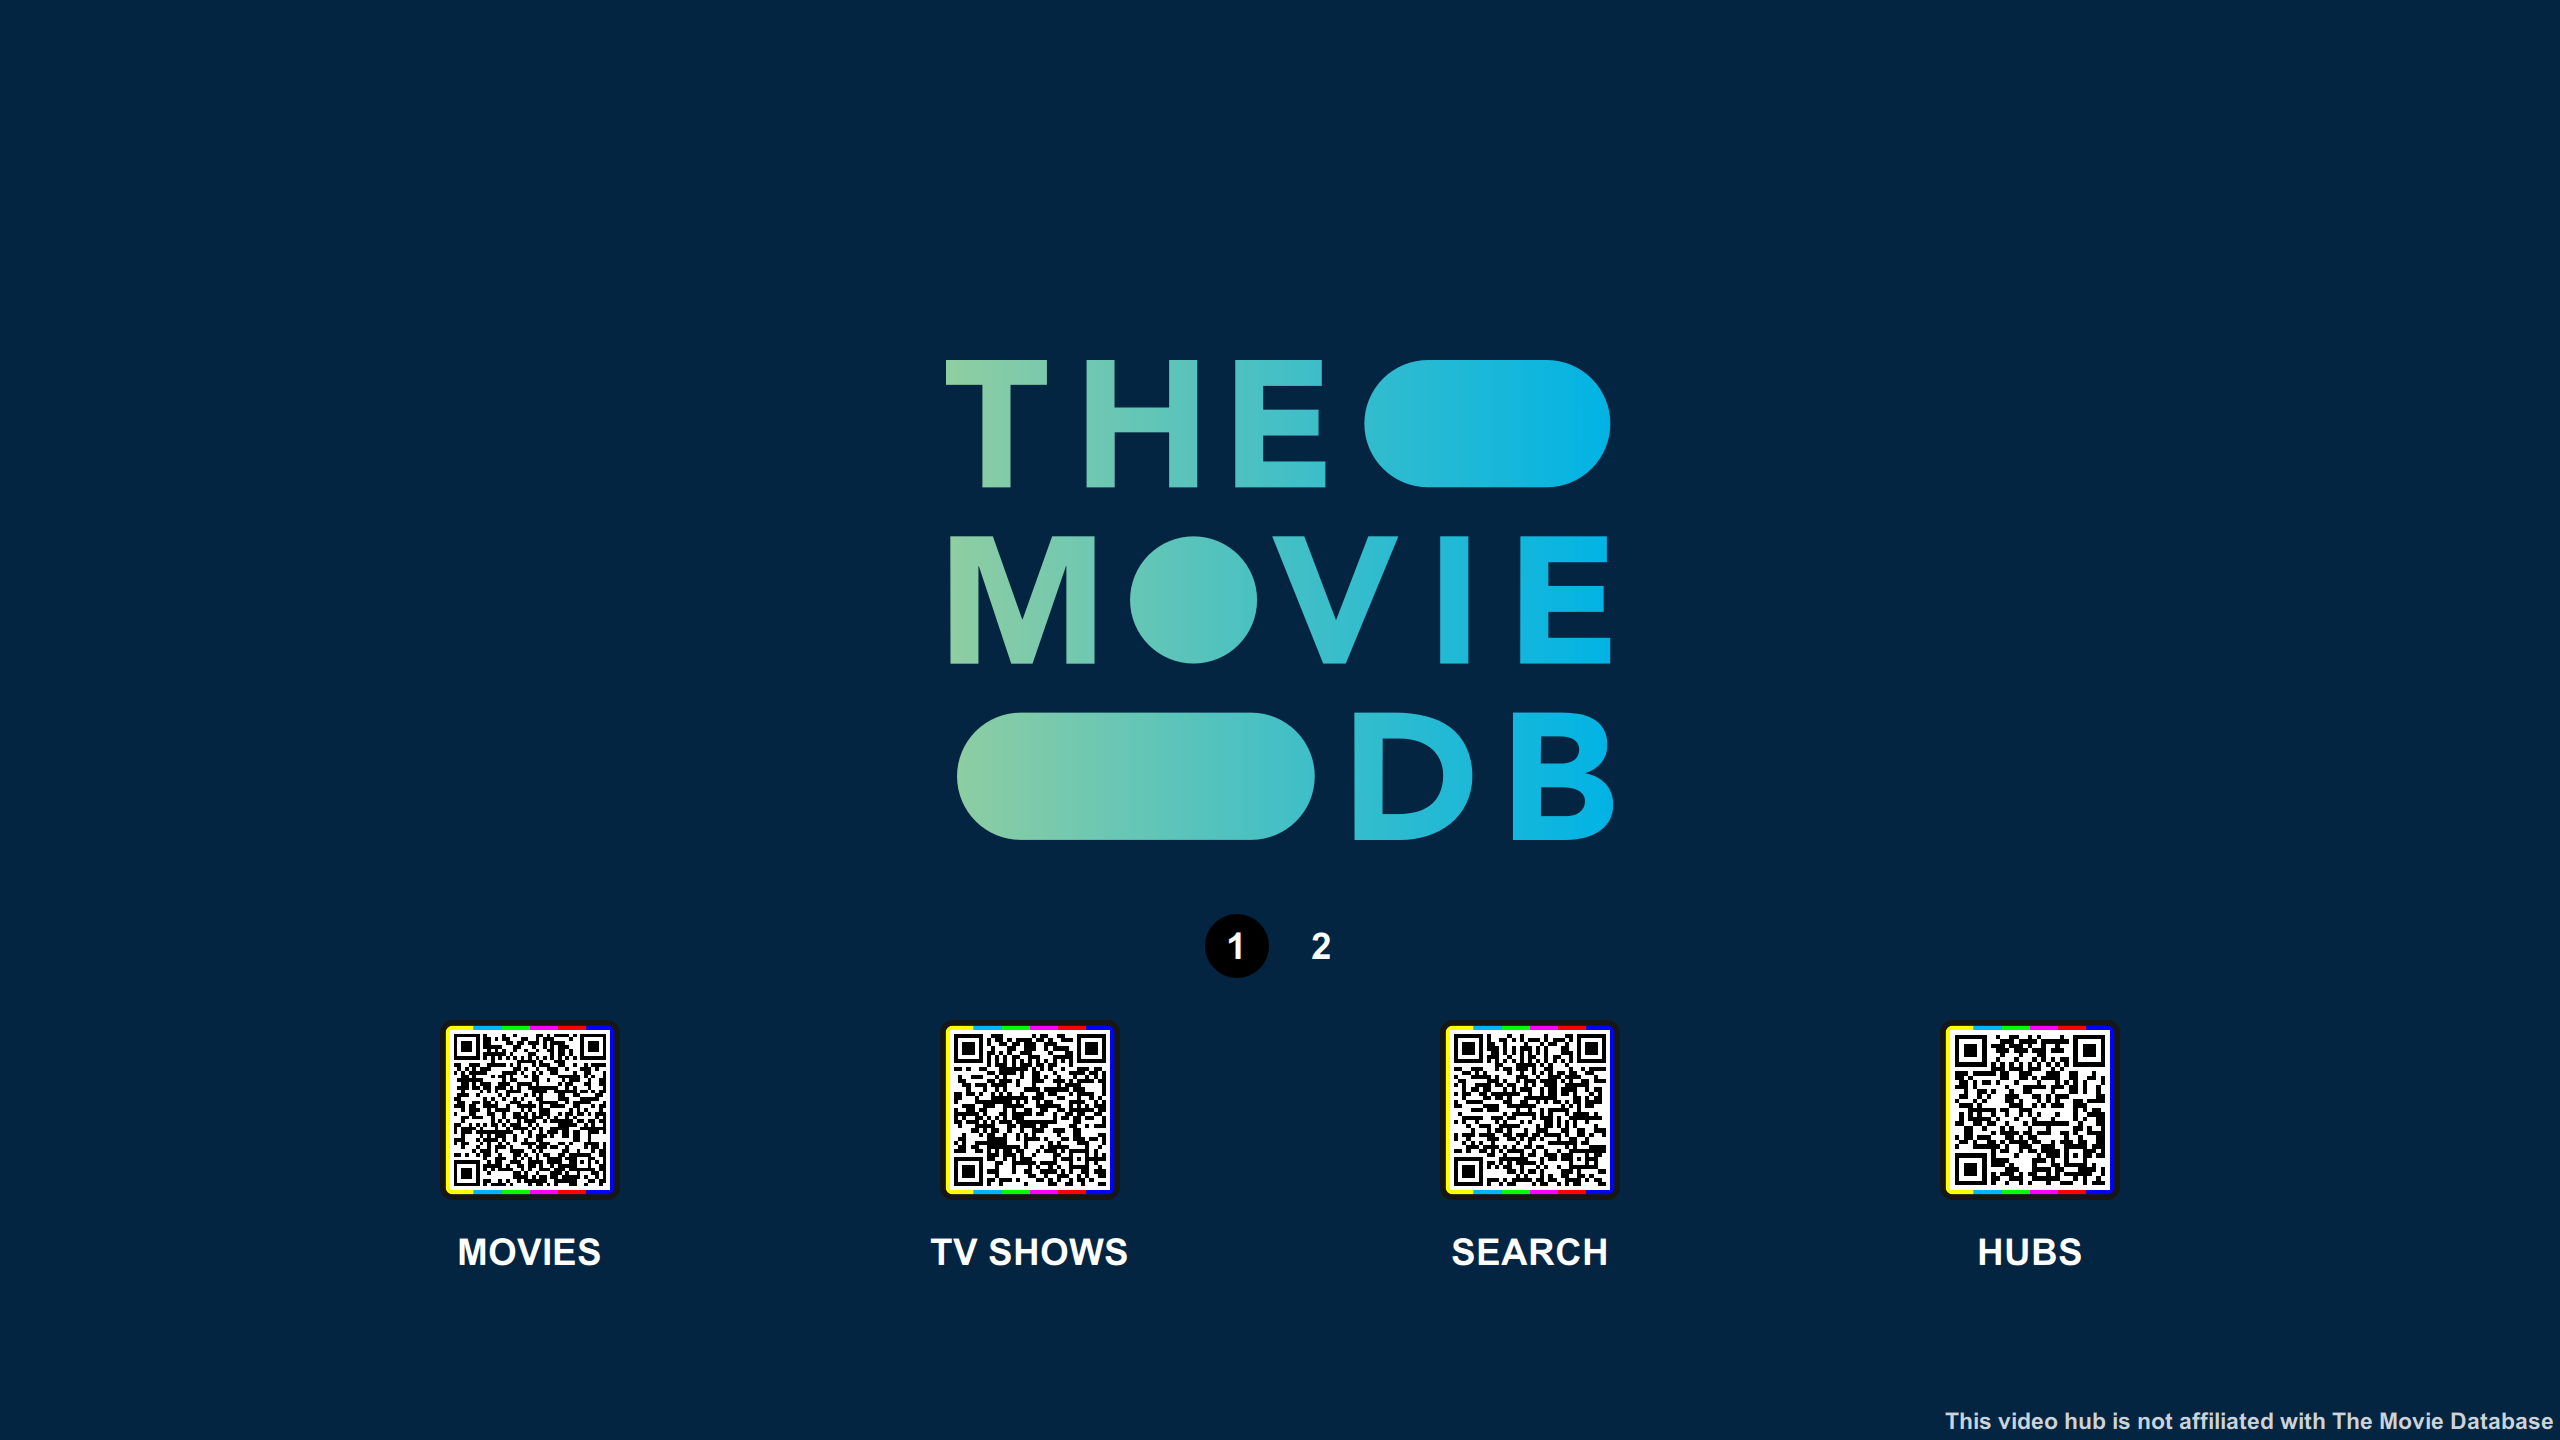 THE
MOVIE
DB
1 2
MOVIES TV SHOWS SEARCH HUBS
This video hub is not affiliated with The Movie Database